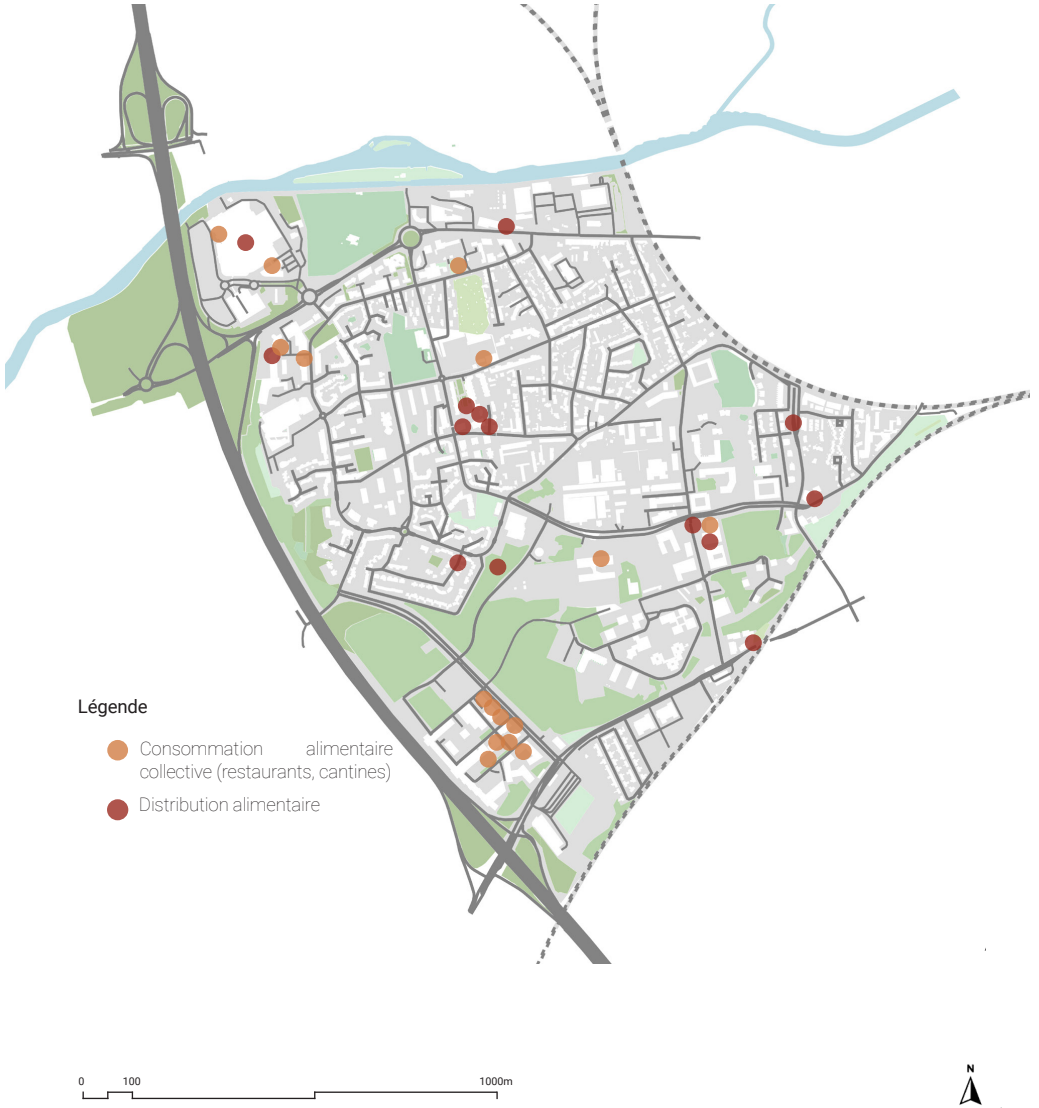 Légende
Consommation alimentaire
collective (restaurants, cantines)
Distribution alimentaire
0 100 1000m
N